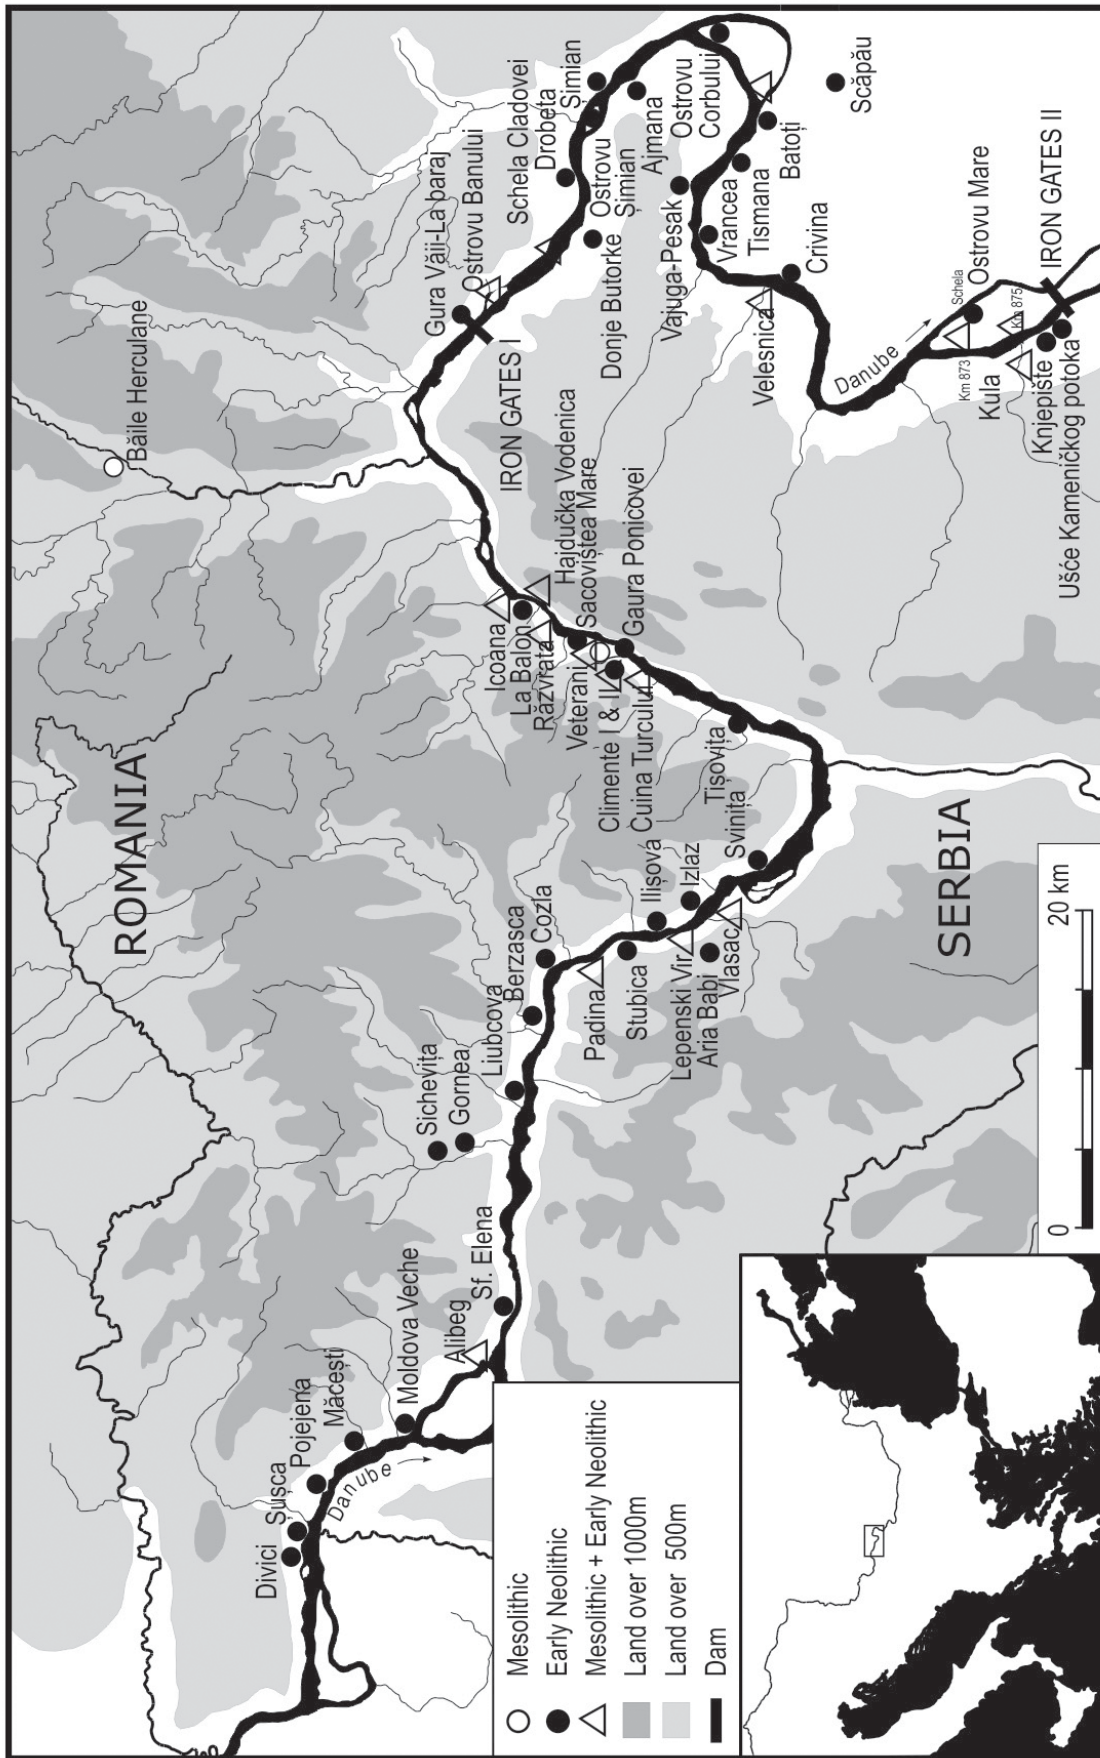 ROMANIA
SERBIA
Băile Herculane
Gura Văii-La baraj
Ostrovu Banului
Schela Cladovei
Drobeta
Șimian
Ostrovu
Șimian
Ajmana
Ostrovu
Corbului
Scăpău
Batoți
Tismana
Vrancea
Vajuga-Pesak
Donje Butorke
IRON GATES I
Crivina
Velesnica
Danube
Schela
Ostrovu Mare
Km 873
Km 875
IRON GATES II
Kula
Knjepište
Ušće Kameničkog potoka
Hajdučka Vodenica
Sacoviștea Mare
Gaura Ponicovei
Icoana
La Balon
Răzvrata
Veterani
Climente I & II
Cuina Turcului
Tișovița
Svinița
Ilișova
Izlaz
Cozla
Berzasca
Liubcova
Padina
Stubica
Lepenski Vir
Aria Babi
Vlasac
Sichevița
Gornea
Sf. Elena
Alibeg
Moldova Veche
Măcești
Pojejena
Șușca
Divici
Danube
Mesolithic
Early Neolithic
Mesolithic + Early Neolithic
Land over 1000m
Land over 500m
Dam
0
20 km